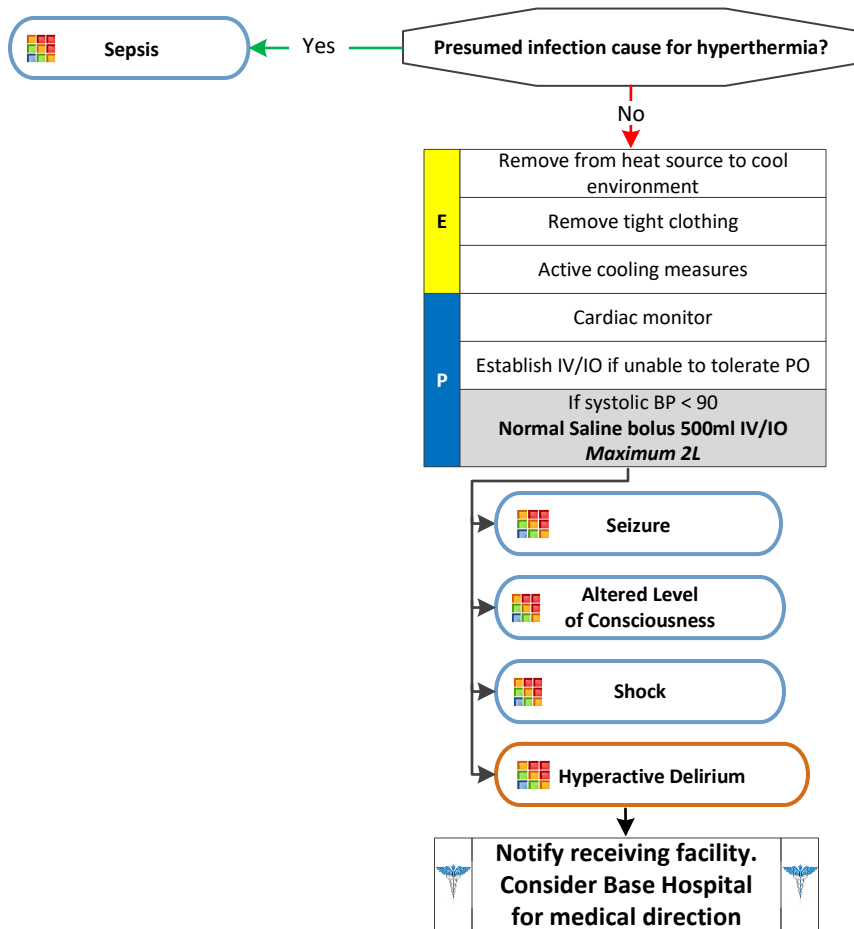 Sepsis
Yes
Presumed infection cause for hyperthermia?
No
E
Remove from heat source to cool
environment
Remove tight clothing
Active cooling measures
P
Cardiac monitor
Establish IV/IO if unable to tolerate PO
If systolic BP < 90
Normal Saline bolus 500ml IV/IO
Maximum 2L
Seizure
Altered Level
of Consciousness
Shock
Hyperactive Delirium
Notify receiving facility.
Consider Base Hospital
for medical direction